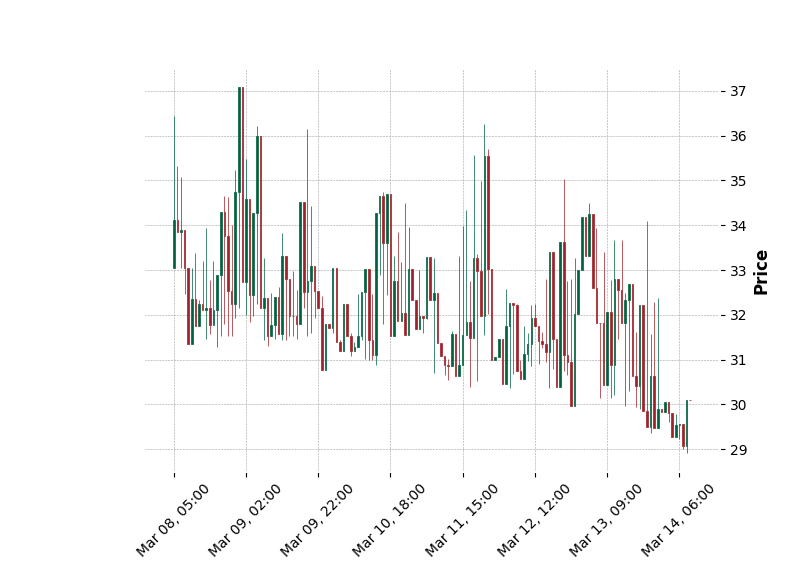 37
36
35
34
33
32
31
30
29
Price
Mar 08, 05:00
Mar 09, 02:00
Mar 09, 22:00
Mar 10, 18:00
Mar 11, 15:00
Mar 12, 12:00
Mar 13, 09:00
Mar 14, 06:00